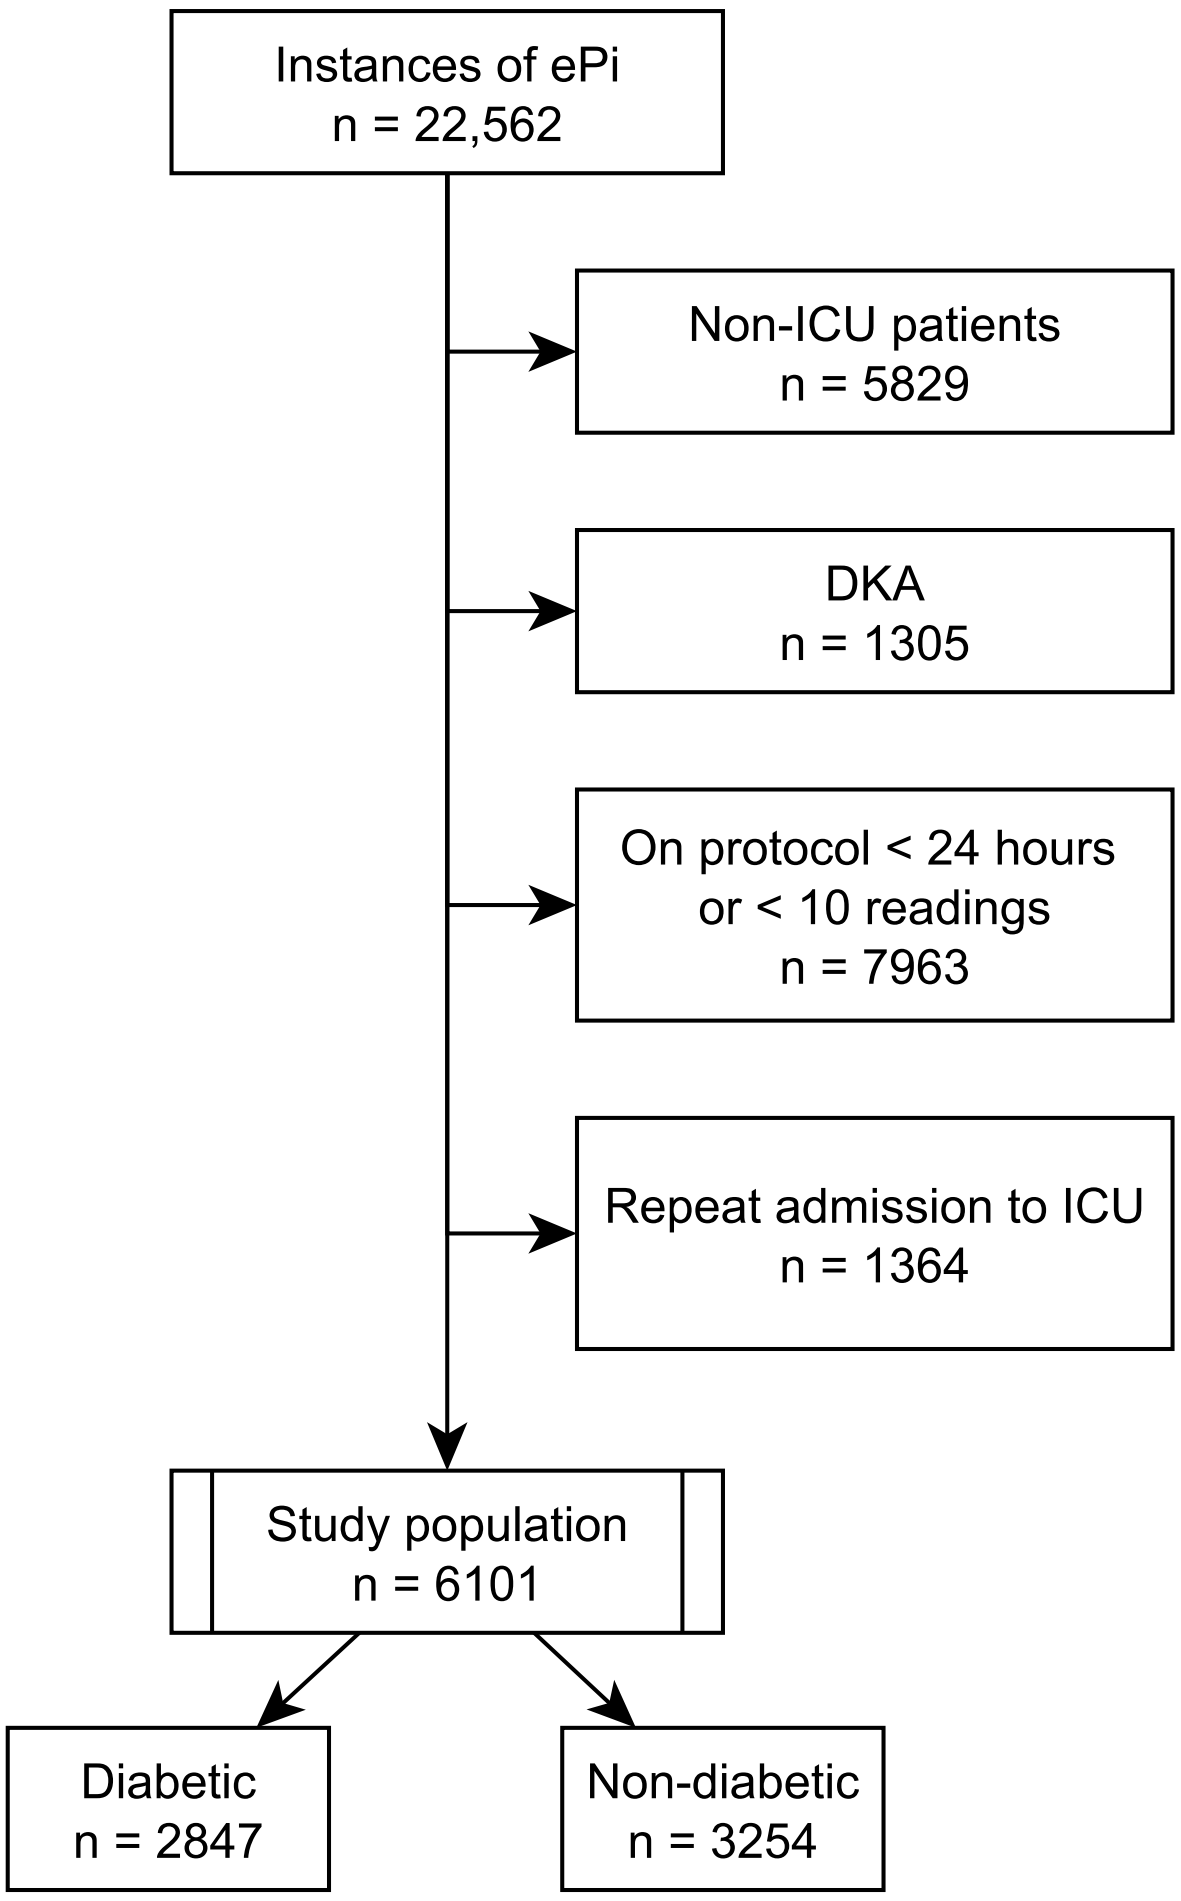 Instances of ePi
n = 22,562
Non-ICU patients
n = 5829
DKA
n = 1305
On protocol < 24 hours
or < 10 readings
n = 7963
Repeat admission to ICU
n = 1364
Study population
n = 6101
Diabetic
n = 2847
Non-diabetic
n = 3254